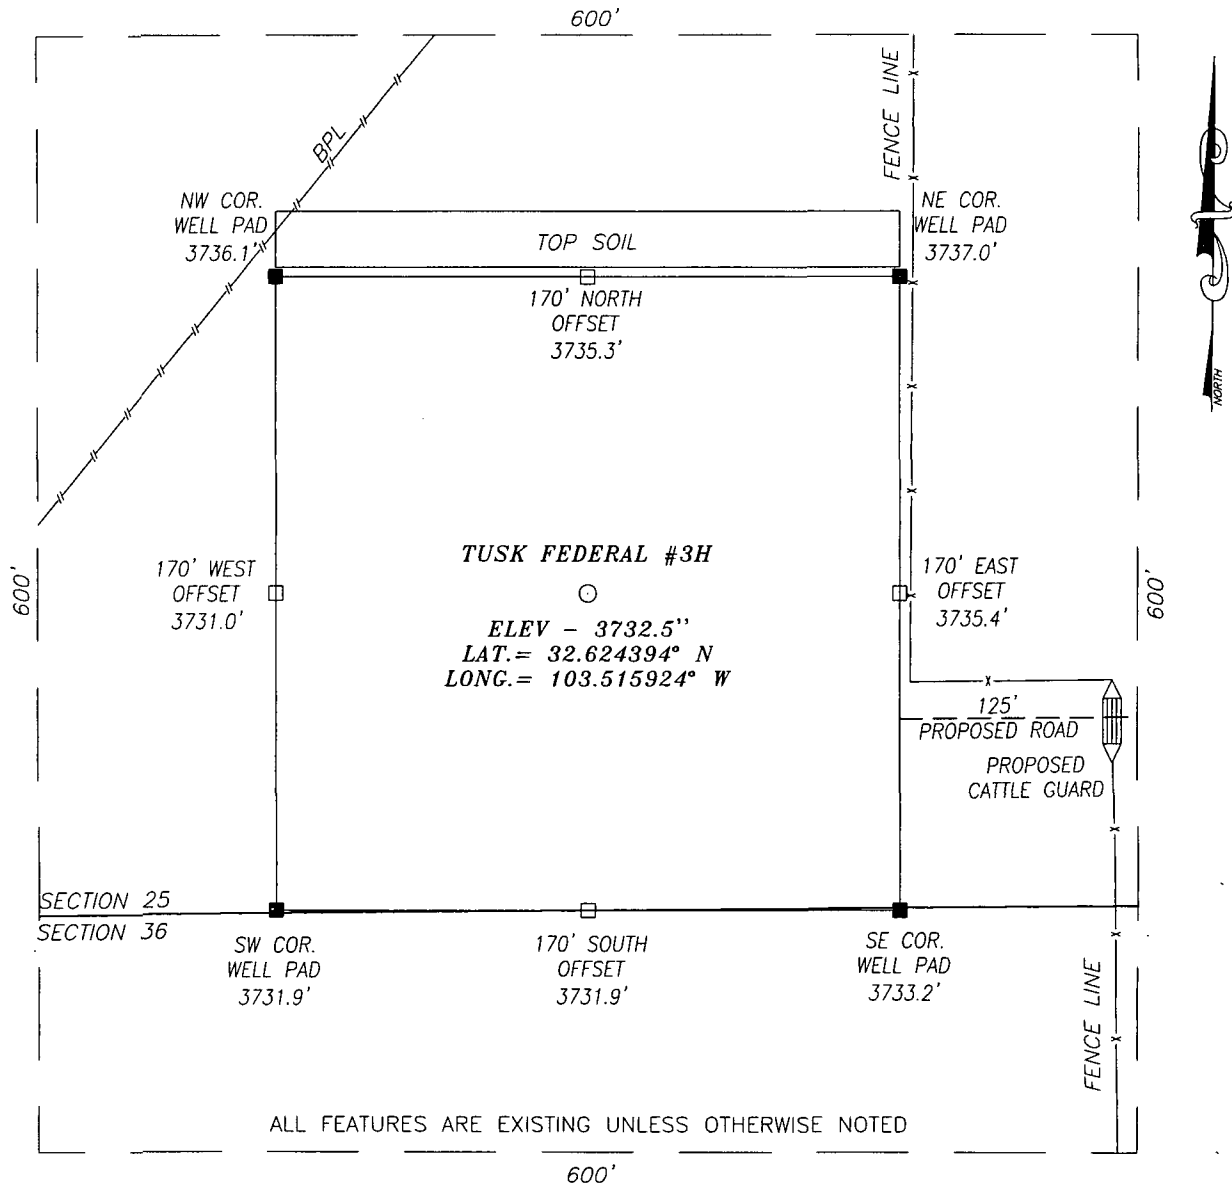 600'
FENCE LINE
BPL
NW COR.
WELL PAD
3736.1'
NE COR.
WELL PAD
3737.0'
TOP SOIL
170' NORTH
OFFSET
3735.3'
NORTH
TUSK FEDERAL #3H
170' WEST
OFFSET
3731.0'
170' EAST
OFFSET
3735.4'
600'
600'
ELEV - 3732.5''
LAT.= 32.624394° N
LONG.= 103.515924° W
125'
PROPOSED ROAD
PROPOSED
CATTLE GUARD
SECTION 25
SECTION 36
SW COR.
WELL PAD
3731.9'
170' SOUTH
OFFSET
3731.9'
SE COR.
WELL PAD
3733.2'
FENCE LINE
ALL FEATURES ARE EXISTING UNLESS OTHERWISE NOTED
600'